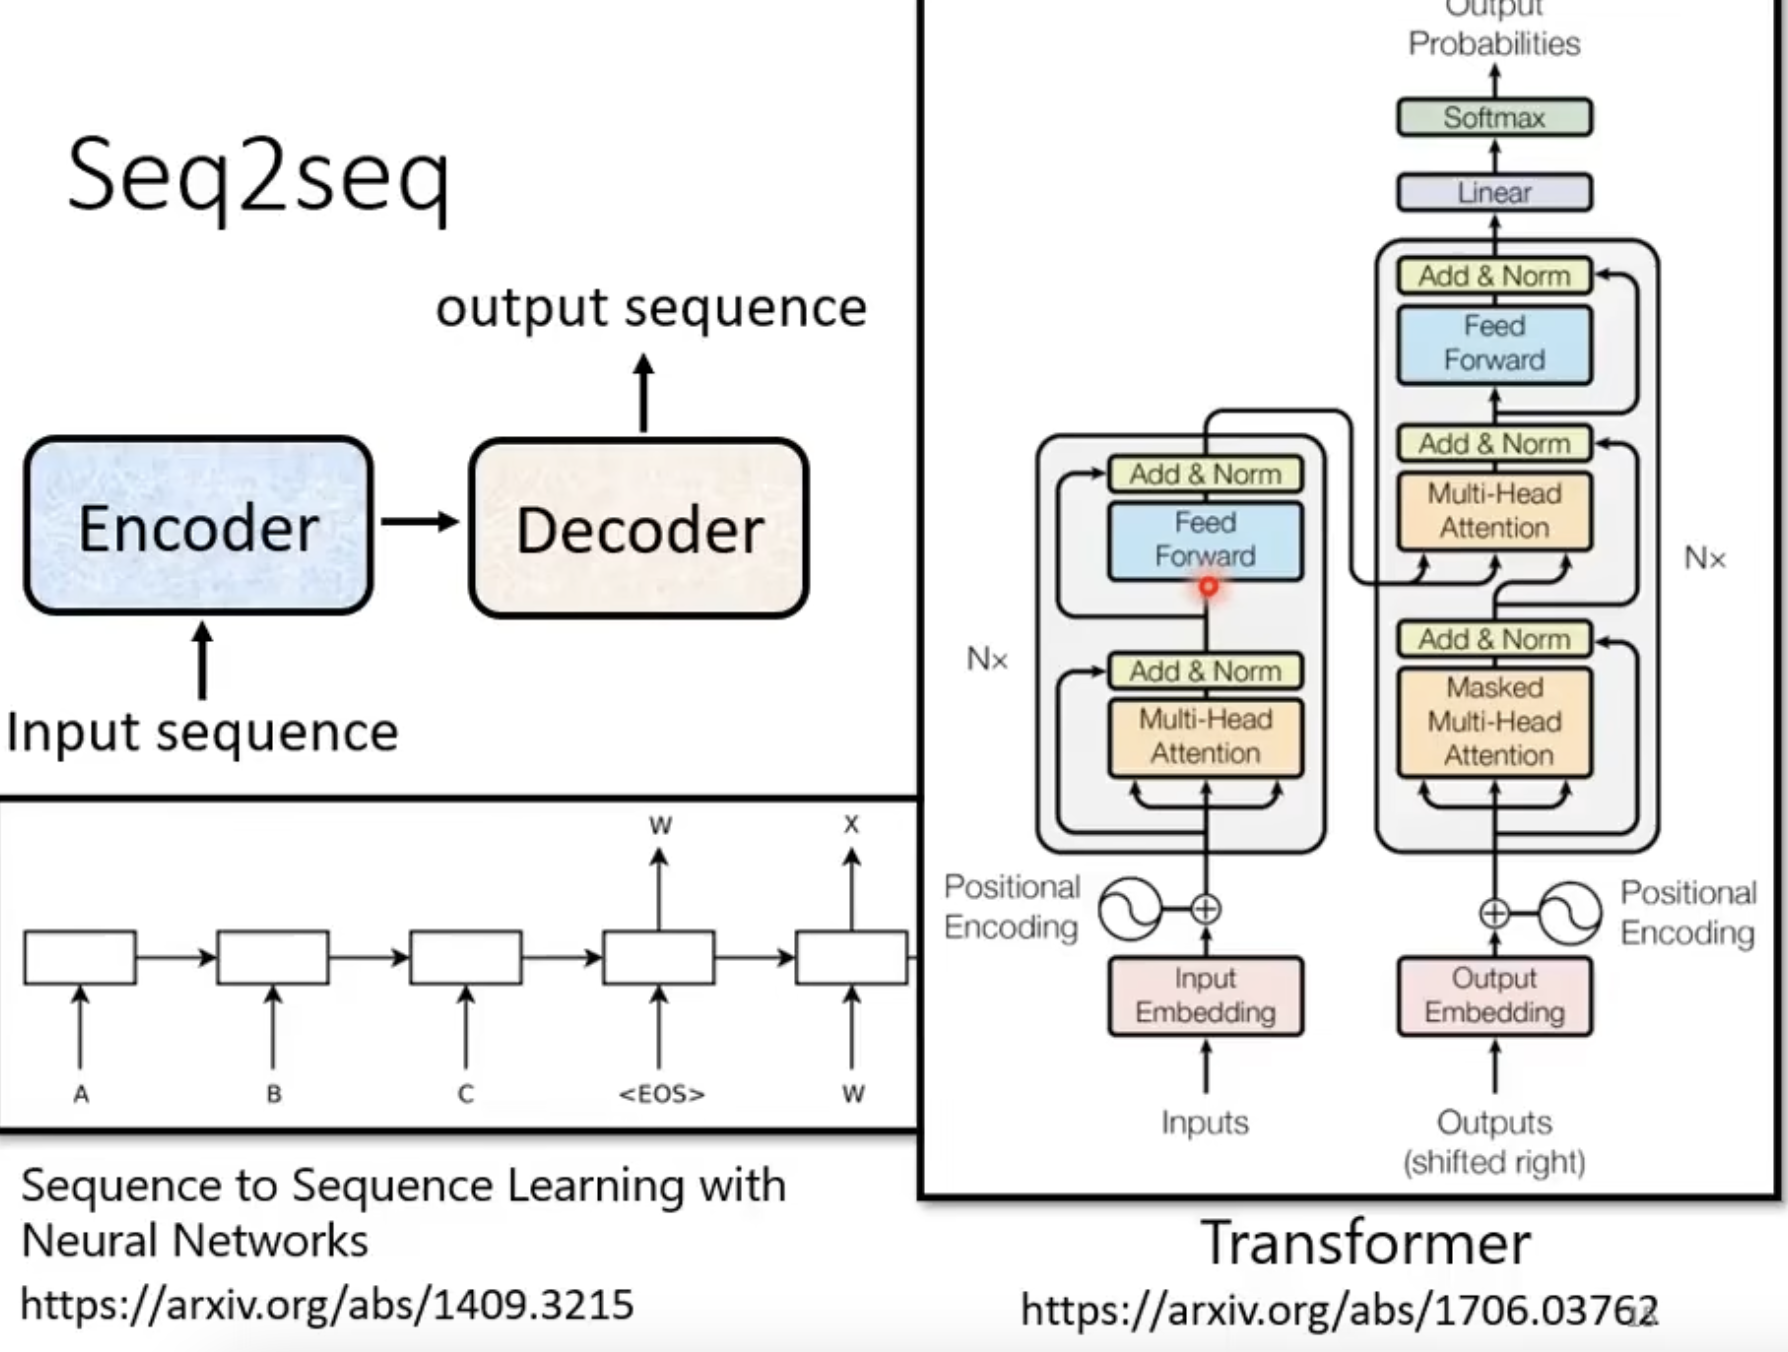 Seq2seq
output sequence
Encoder
Decoder
Input sequence
W
X
A
B
C
<EOS>
W
Sequence to Sequence Learning with
Neural Networks
https://arxiv.org/abs/1409.3215
Output
Probabilities
Softmax
Linear
Add & Norm
Feed
Forward
Add & Norm
Multi-Head
Attention
Nx
Add & Norm
Masked
Multi-Head
Attention
Positional
Encoding
Output
Embedding
Outputs
(shifted right)
Add & Norm
Feed
Forward
Nx
Add & Norm
Multi-Head
Attention
Positional
Encoding
Input
Embedding
Inputs
Transformer
https://arxiv.org/abs/1706.03762
15